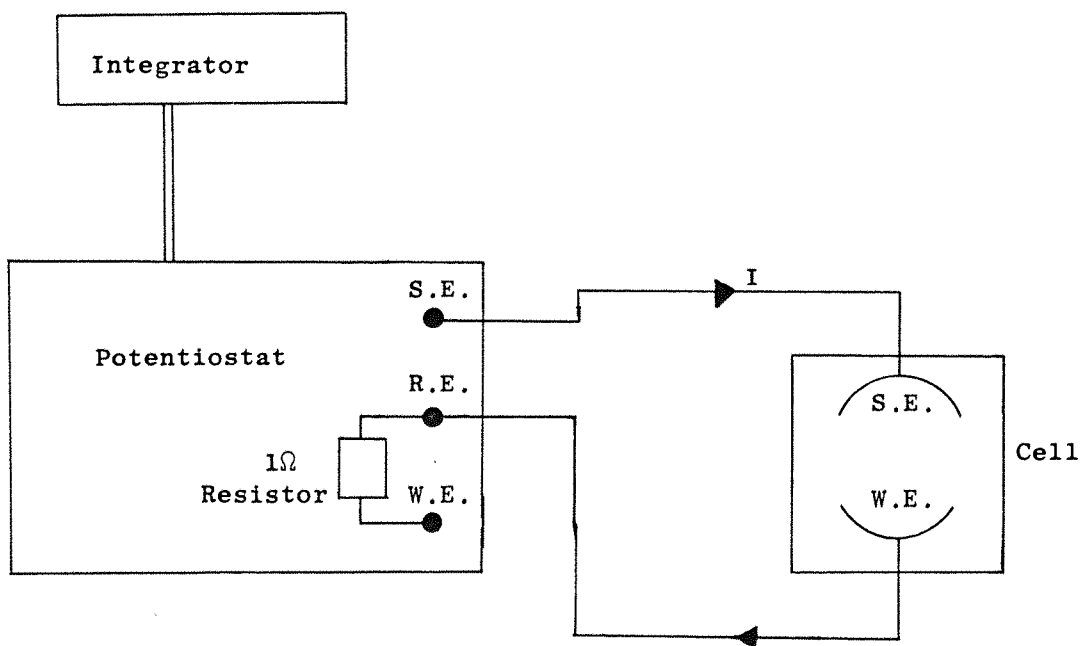 Integrator
S.E.
I
Potentiostat
R.E.
S.E.
Cell
1Ω
Resistor
W.E.
W.E.